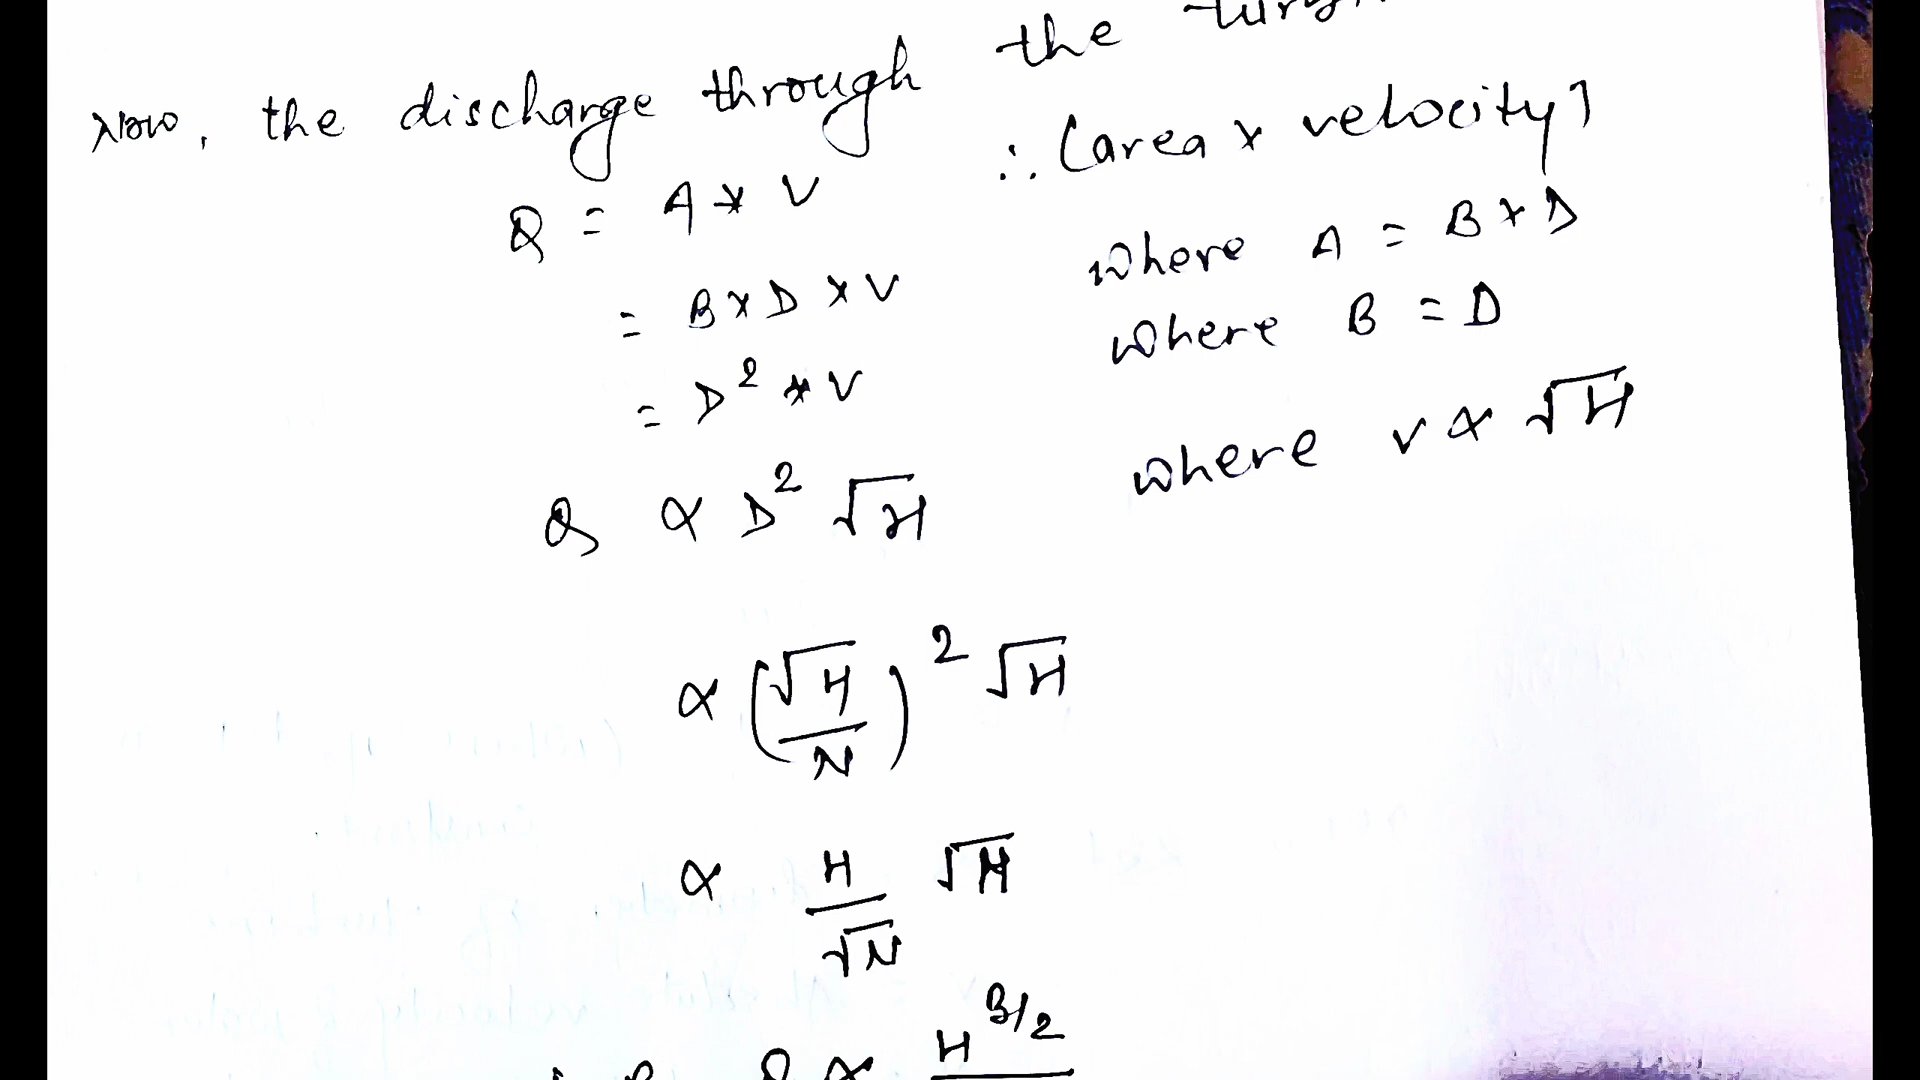 Now, the discharge through the
∴ (area × velocity)
Q = A × V
where A = B × D
= B × D × V
where B = D
= D² × V
where v ∝ √H
Q ∝ D² √H
∝ (√H / N)² √H
∝ H / √N √H
Q ∝ H^3/2